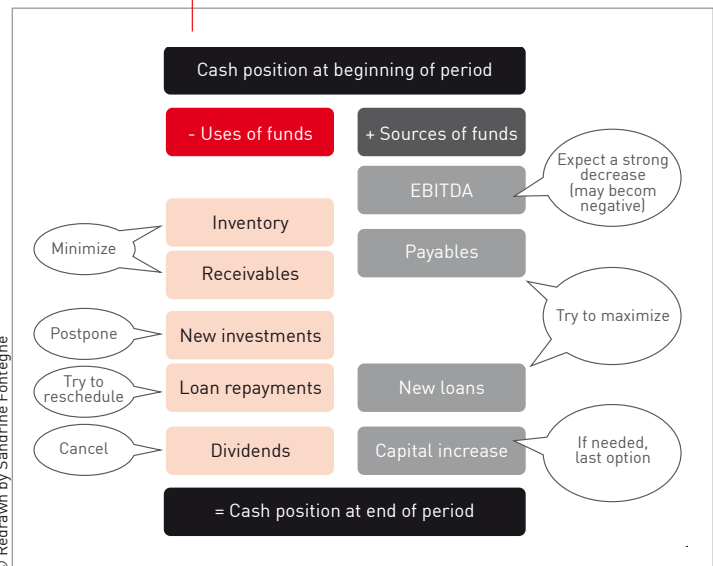 Cash position at beginning of period
- Uses of funds
+ Sources of funds
EBITDA
Expect a strong
decrease
(may becom
negative)
Inventory
Receivables
Minimize
Payables
Try to maximize
New investments
Postpone
Loan repayments
Try to
reschedule
New loans
Dividends
Cancel
Capital increase
If needed,
last option
= Cash position at end of period
© Redrawn by Sandrine Fontegne